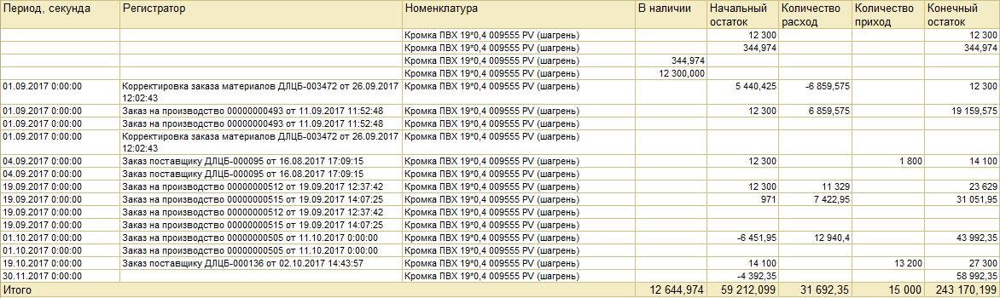 Период, секунда Регистратор Номенклатура В наличии Начальный остаток Количество расход Количество приход Конечный остаток
Кромка ПВХ 19*0,4 009555 PV (шагрень) 12 300 12 300
Кромка ПВХ 19*0,4 009555 PV (шагрень) 344,974 344,974
Кромка ПВХ 19*0,4 009555 PV (шагрень) 344,974
Кромка ПВХ 19*0,4 009555 PV (шагрень) 12 300,000
01.09.2017 0:00:00 Корректировка заказа материалов ДЛЦБ-003472 от 26.09.2017 12:02:43 Кромка ПВХ 19*0,4 009555 PV (шагрень) 5 440,425 -6 859,575 12 300
01.09.2017 0:00:00 Заказ на производство 00000000493 от 11.09.2017 11:52:48 Кромка ПВХ 19*0,4 009555 PV (шагрень) 12 300 6 859,575 19 159,575
01.09.2017 0:00:00 Заказ на производство 00000000493 от 11.09.2017 11:52:48 Кромка ПВХ 19*0,4 009555 PV (шагрень)
01.09.2017 0:00:00 Корректировка заказа материалов ДЛЦБ-003472 от 26.09.2017 12:02:43 Кромка ПВХ 19*0,4 009555 PV (шагрень)
04.09.2017 0:00:00 Заказ поставщику ДЛЦБ-000095 от 16.08.2017 17:09:15 Кромка ПВХ 19*0,4 009555 PV (шагрень) 12 300 1 800 14 100
04.09.2017 0:00:00 Заказ поставщику ДЛЦБ-000095 от 16.08.2017 17:09:15 Кромка ПВХ 19*0,4 009555 PV (шагрень)
19.09.2017 0:00:00 Заказ на производство 00000000512 от 19.09.2017 12:37:42 Кромка ПВХ 19*0,4 009555 PV (шагрень) 12 300 11 329 23 629
19.09.2017 0:00:00 Заказ на производство 00000000515 от 19.09.2017 14:07:25 Кромка ПВХ 19*0,4 009555 PV (шагрень) 971 7 422,95 31 051,95
19.09.2017 0:00:00 Заказ на производство 00000000512 от 19.09.2017 12:37:42 Кромка ПВХ 19*0,4 009555 PV (шагрень)
19.09.2017 0:00:00 Заказ на производство 00000000515 от 19.09.2017 14:07:25 Кромка ПВХ 19*0,4 009555 PV (шагрень)
01.10.2017 0:00:00 Заказ на производство 00000000505 от 11.10.2017 0:00:00 Кромка ПВХ 19*0,4 009555 PV (шагрень) -6 451,95 12 940,4 43 992,35
01.10.2017 0:00:00 Заказ на производство 00000000505 от 11.10.2017 0:00:00 Кромка ПВХ 19*0,4 009555 PV (шагрень)
19.10.2017 0:00:00 Заказ поставщику ДЛЦБ-000136 от 02.10.2017 14:43:57 Кромка ПВХ 19*0,4 009555 PV (шагрень) 14 100 13 200 27 300
30.11.2017 0:00:00 Кромка ПВХ 19*0,4 009555 PV (шагрень) -4 392,35 58 992,35
Итого 12 644,974 59 212,099 31 692,35 15 000 243 170,199